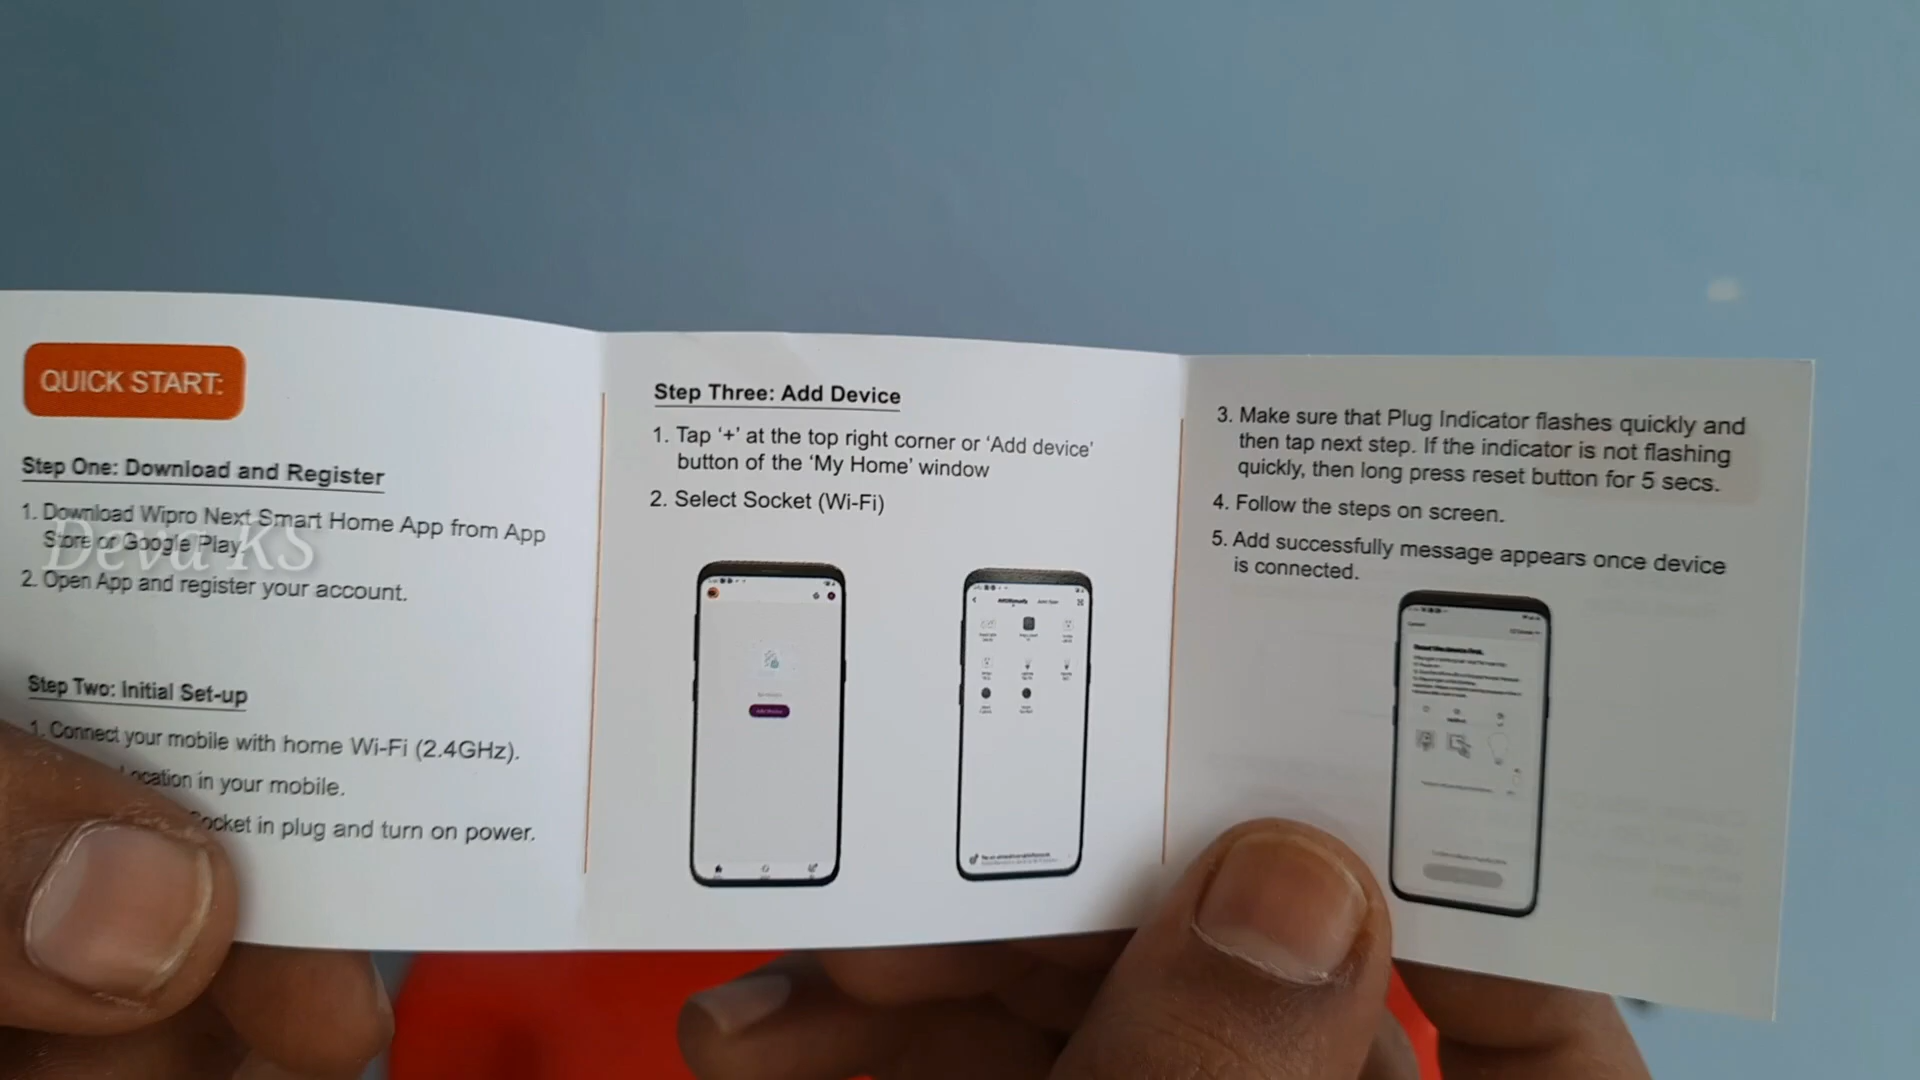 QUICK START:
Step One: Download and Register
1. Download Wipro Next Smart Home App from App
Store or Google Play
2. Open App and register your account.
Step Two: Initial Set-up
1. Connect your mobile with home Wi-Fi (2.4GHz).
Location in your mobile.
Socket in plug and turn on power.
Deva KS
Step Three: Add Device
1. Tap ‘+’ at the top right corner or ‘Add device’
button of the ‘My Home’ window
2. Select Socket (Wi-Fi)
3. Make sure that Plug Indicator flashes quickly and
then tap next step. If the indicator is not flashing
quickly, then long press reset button for 5 secs.
4. Follow the steps on screen.
5. Add successfully message appears once device
is connected.